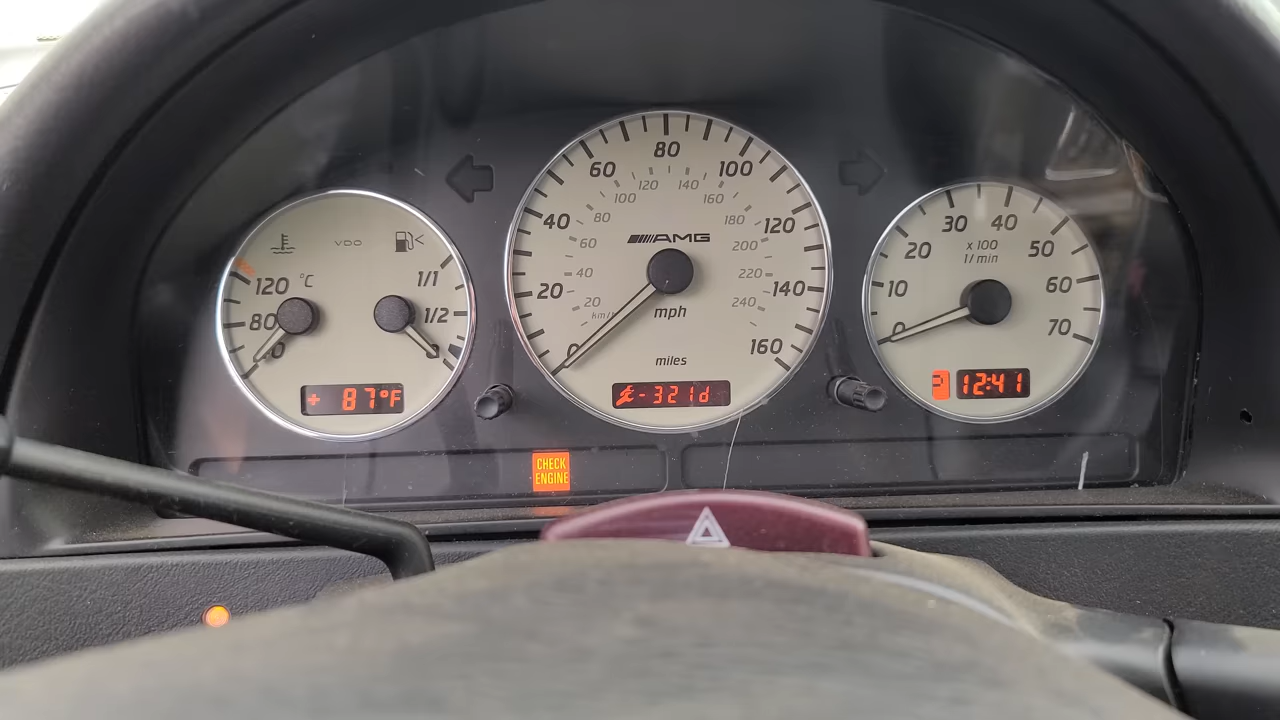 VDO
120 °C
80
1/1
1/2
+ 87°F
0
20
40
60
80
100
120
140
160
20
40
60
80
100
120
140
160
180
200
220
240
km/h
AMG
mph
miles
- 321d
0
10
20
30
40
50
60
70
x 100
1/min
P
12:41
CHECK
ENGINE